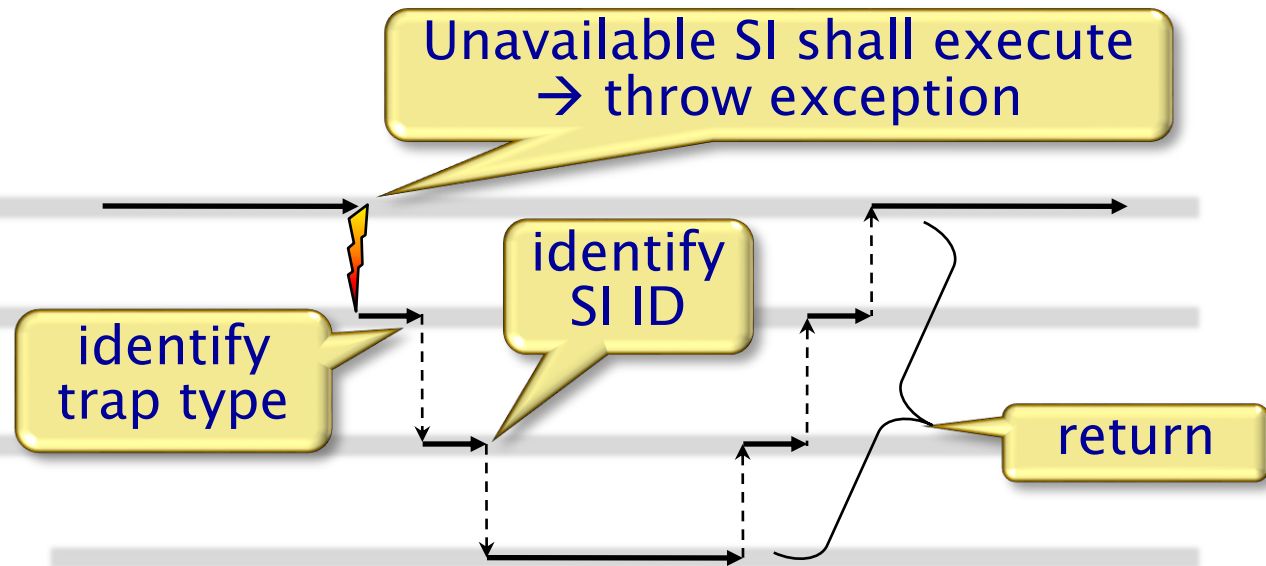 Unavailable SI shall execute
→ throw exception
identify
SI ID
identify
trap type
return